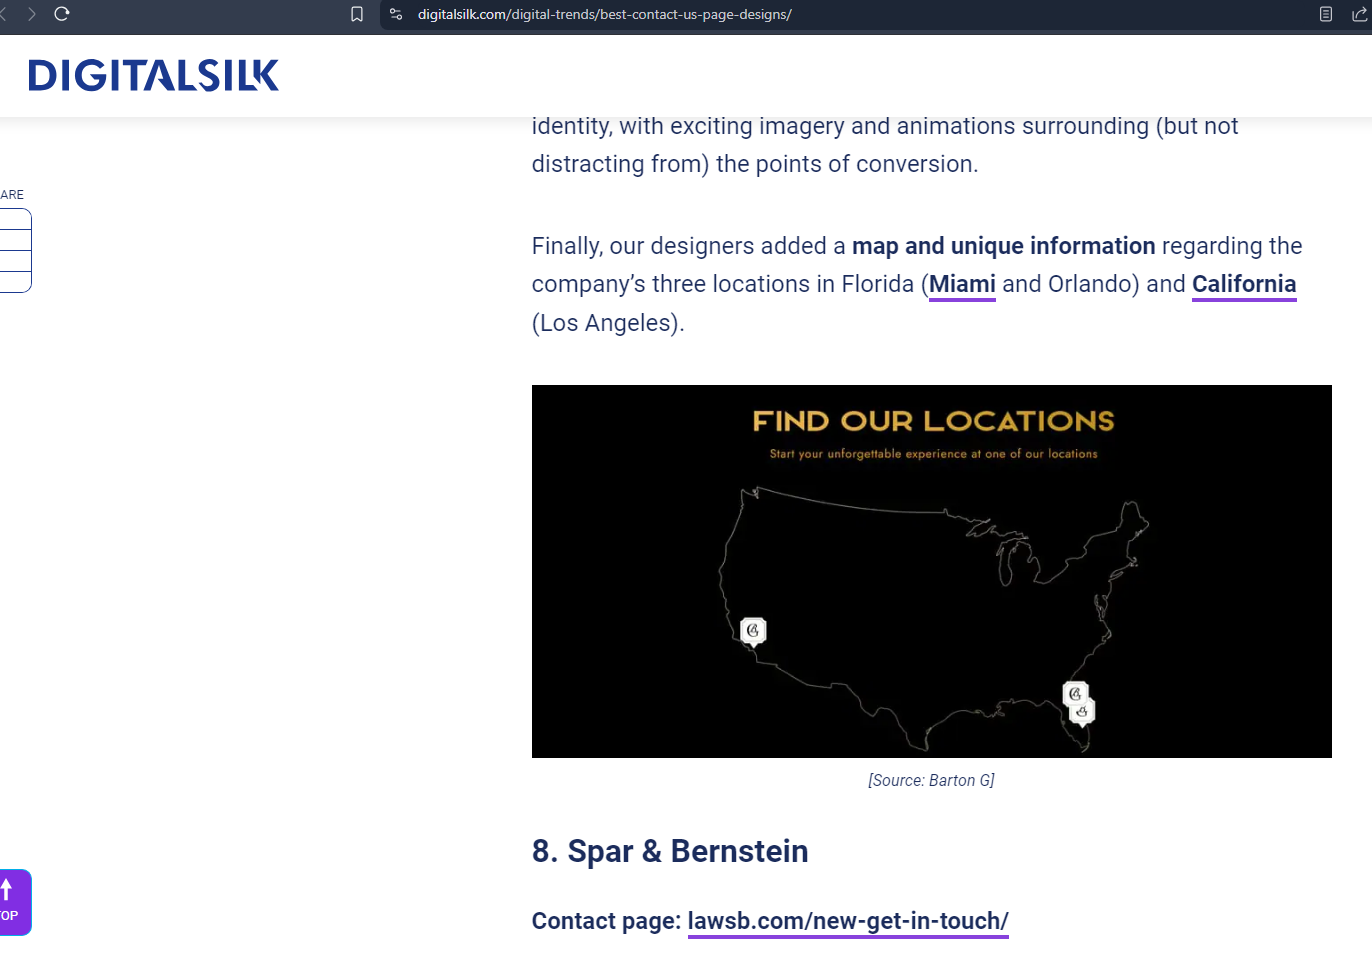 digitalsilk.com/digital-trends/best-contact-us-page-designs/
DIGITALSILK
identity, with exciting imagery and animations surrounding (but not
distracting from) the points of conversion.
ARE
Finally, our designers added a map and unique information regarding the
company’s three locations in Florida (Miami and Orlando) and California
(Los Angeles).
FIND OUR LOCATIONS
Start your unforgettable experience at one of our locations
[Source: Barton G]
8. Spar & Bernstein
TOP
Contact page: lawsb.com/new-get-in-touch/